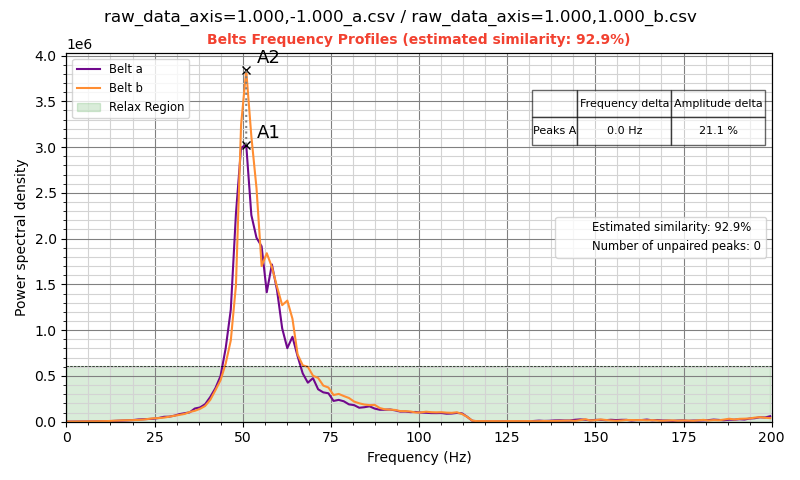 raw_data_axis=1.000,-1.000_a.csv / raw_data_axis=1.000,1.000_b.csv
Belts Frequency Profiles (estimated similarity: 92.9%)
1e6
Belt a
Belt b
Relax Region
A2
A1
Frequency delta Amplitude delta
Peaks A 0.0 Hz 21.1 %
Estimated similarity: 92.9%
Number of unpaired peaks: 0
Power spectral density
4.0
3.5
3.0
2.5
2.0
1.5
1.0
0.5
0.0
0 25 50 75 100 125 150 175 200
Frequency (Hz)